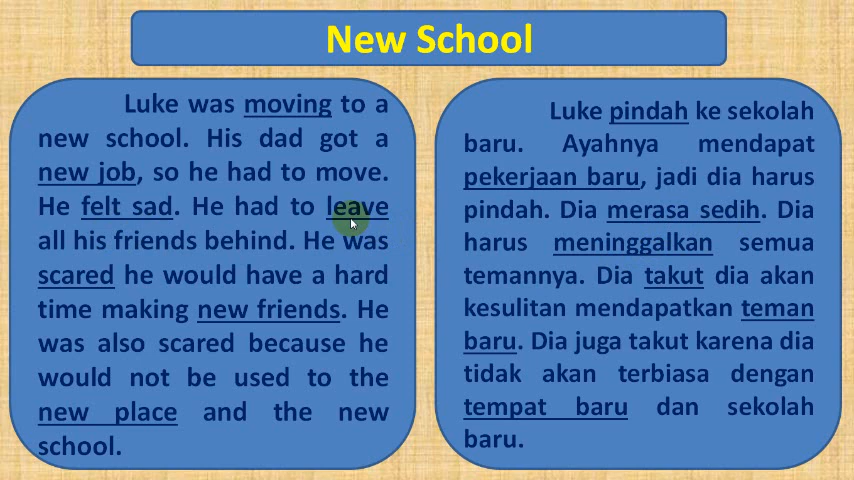 New School
Luke was moving to a
new school. His dad got a
new job, so he had to move.
He felt sad. He had to leave
all his friends behind. He was
scared he would have a hard
time making new friends. He
was also scared because he
would not be used to the
new place and the new
school.
Luke pindah ke sekolah
baru. Ayahnya mendapat
pekerjaan baru, jadi dia harus
pindah. Dia merasa sedih. Dia
harus meninggalkan semua
temannya. Dia takut dia akan
kesulitan mendapatkan teman
baru. Dia juga takut karena dia
tidak akan terbiasa dengan
tempat baru dan sekolah
baru.